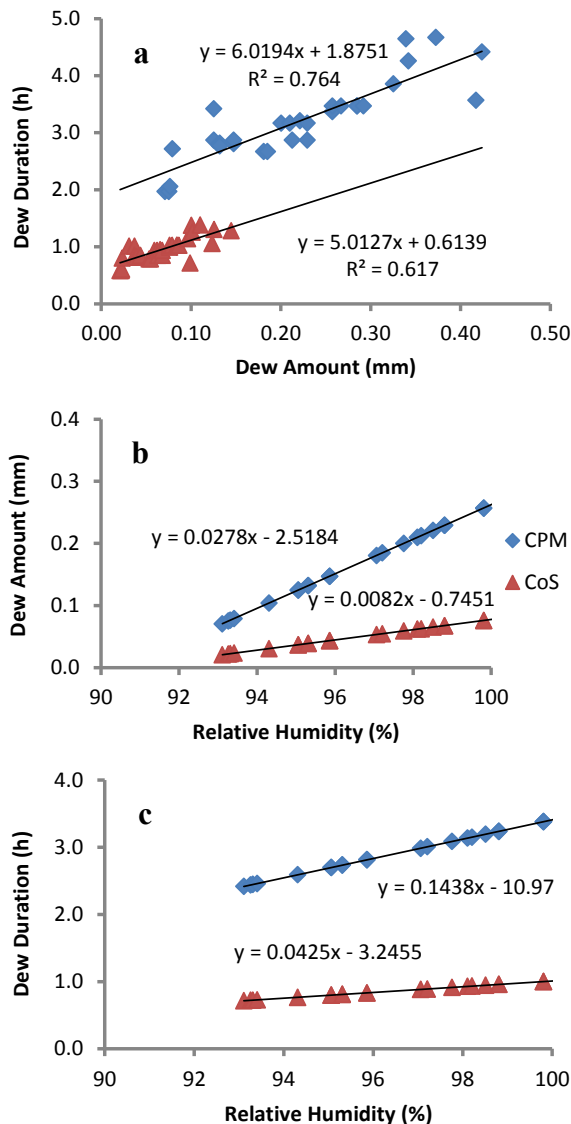 a
5.0
4.0
3.0
2.0
1.0
0.0
Dew Duration (h)
y = 6.0194x + 1.8751
R² = 0.764
y = 5.0127x + 0.6139
R² = 0.617
0.00 0.10 0.20 0.30 0.40 0.50
Dew Amount (mm)
b
0.4
0.3
0.2
0.1
0.0
Dew Amount (mm)
y = 0.0278x - 2.5184
y = 0.0082x - 0.7451
CPM
CoS
90 92 94 96 98 100
Relative Humidity (%)
c
4.0
3.0
2.0
1.0
0.0
Dew Duration (h)
y = 0.1438x - 10.97
y = 0.0425x - 3.2455
90 92 94 96 98 100
Relative Humidity (%)